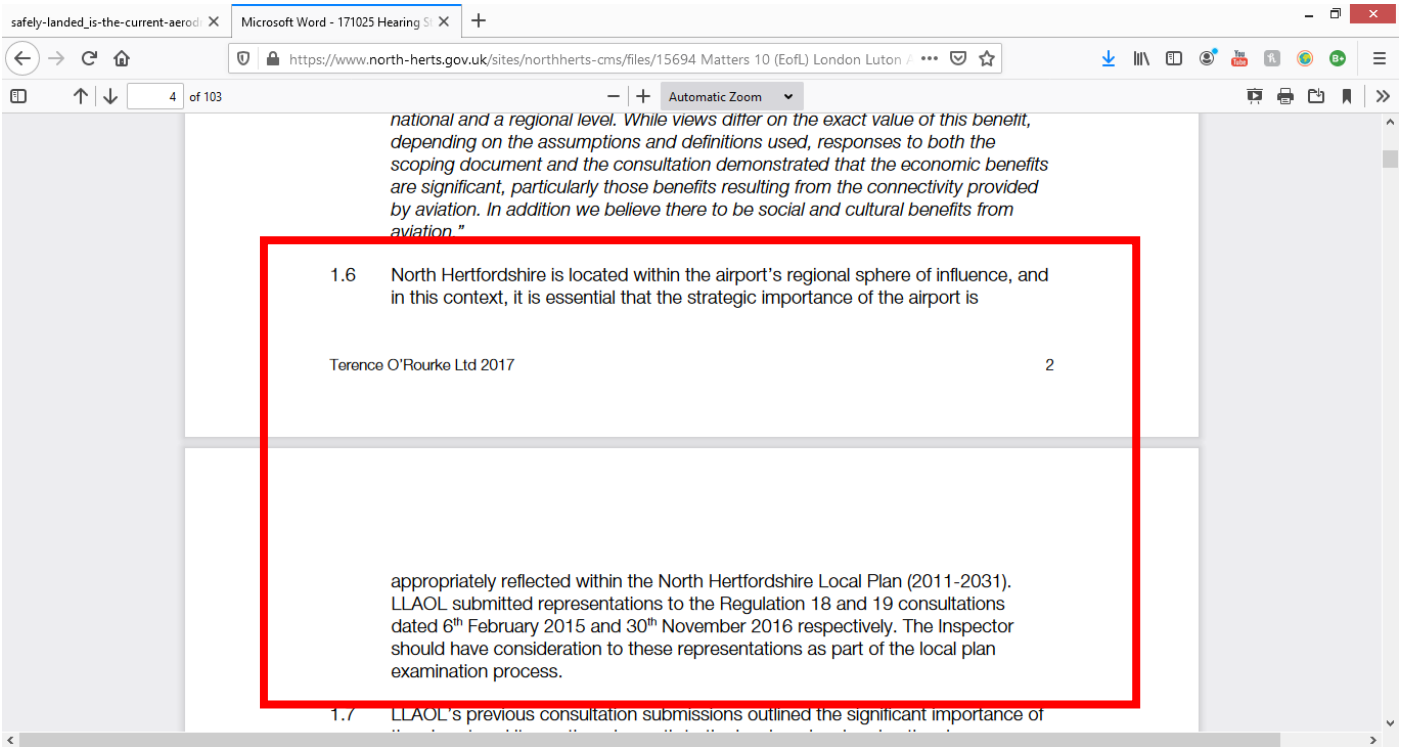 safely-landed_is-the-current-aerod
Microsoft Word - 171025 Hearing St
https://www.north-herts.gov.uk/sites/northherts-cms/files/15694 Matters 10 (EofL) London Luton A
4 of 103
Automatic Zoom
national and a regional level. While views differ on the exact value of this benefit,
depending on the assumptions and definitions used, responses to both the
scoping document and the consultation demonstrated that the economic benefits
are significant, particularly those benefits resulting from the connectivity provided
by aviation. In addition we believe there to be social and cultural benefits from
aviation."
1.6 North Hertfordshire is located within the airport's regional sphere of influence, and
in this context, it is essential that the strategic importance of the airport is
Terence O'Rourke Ltd 2017 2
appropriately reflected within the North Hertfordshire Local Plan (2011-2031).
LLAOL submitted representations to the Regulation 18 and 19 consultations
dated 6th February 2015 and 30th November 2016 respectively. The Inspector
should have consideration to these representations as part of the local plan
examination process.
1.7 LLAOL's previous consultation submissions outlined the significant importance of